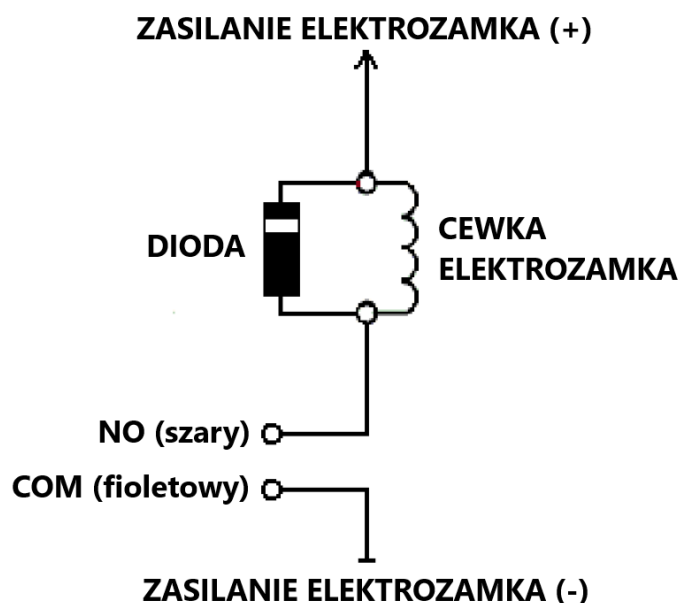 ZASILANIE ELEKTROZAMKA (+)
DIODA
CEWKA
ELEKTROZAMKA
NO (szary)
COM (fioletowy)
ZASILANIE ELEKTROZAMKA (-)